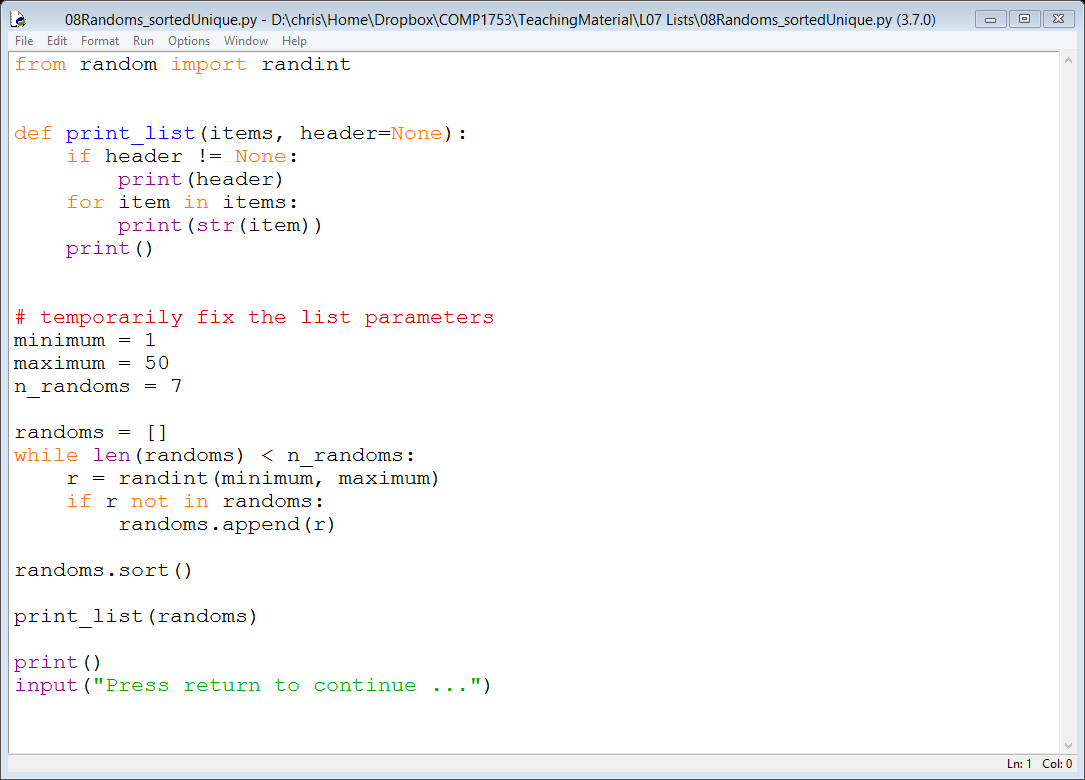 08Randoms_sortedUnique.py - D:\chris\Home\Dropbox\COMP1753\TeachingMaterial\L07 Lists\08Randoms_sortedUnique.py (3.7.0)
File Edit Format Run Options Window Help
from random import randint
def print_list(items, header=None):
    if header != None:
        print(header)
    for item in items:
        print(str(item))
    print()
# temporarily fix the list parameters
minimum = 1
maximum = 50
n_randoms = 7
randoms = []
while len(randoms) < n_randoms:
    r = randint(minimum, maximum)
    if r not in randoms:
        randoms.append(r)
randoms.sort()
print_list(randoms)
print()
input("Press return to continue ...")
Ln: 1 Col: 0